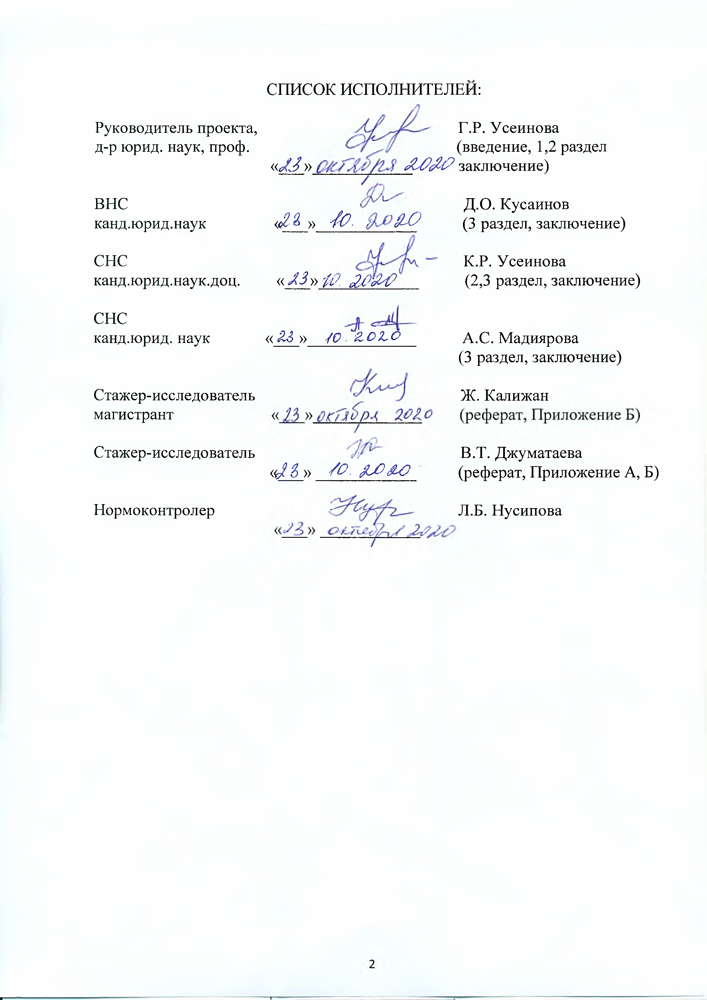 СПИСОК ИСПОЛНИТЕЛЕЙ:
Руководитель проекта, Г.Р. Усеинова
д-р юрид. наук, проф. (введение, 1,2 раздел
«23» октября 2020 заключение)
ВНС Д.О. Кусаинов
канд.юрид.наук «23» 10. 2020 (3 раздел, заключение)
СНС К.Р. Усеинова
канд.юрид.наук.доц. «23» 10. 2020 (2,3 раздел, заключение)
СНС
канд.юрид. наук «23» 10. 2020 А.С. Мадиярова
(3 раздел, заключение)
Стажер-исследователь Ж. Калижан
магистрант «23» октября 2020 (реферат, Приложение Б)
Стажер-исследователь В.Т. Джуматаева
«23» 10. 2020 (реферат, Приложение А, Б)
Нормоконтролер Л.Б. Нусипова
«23» октября 2020
2